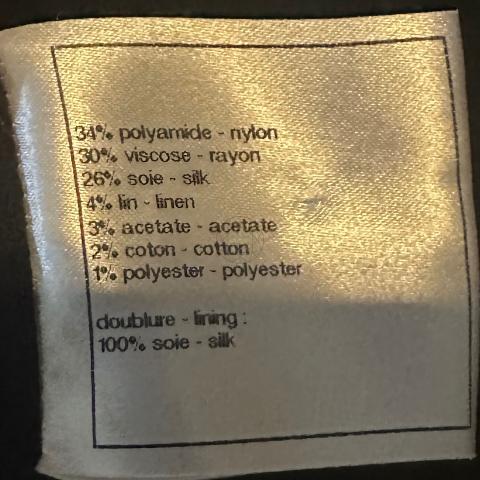 34% polyamide - nylon
30% viscose - rayon
26% soie - silk
4% lin - linen
3% acetate - acetate
2% coton - cotton
1% polyester - polyester
doublure - lining :
100% soie - silk